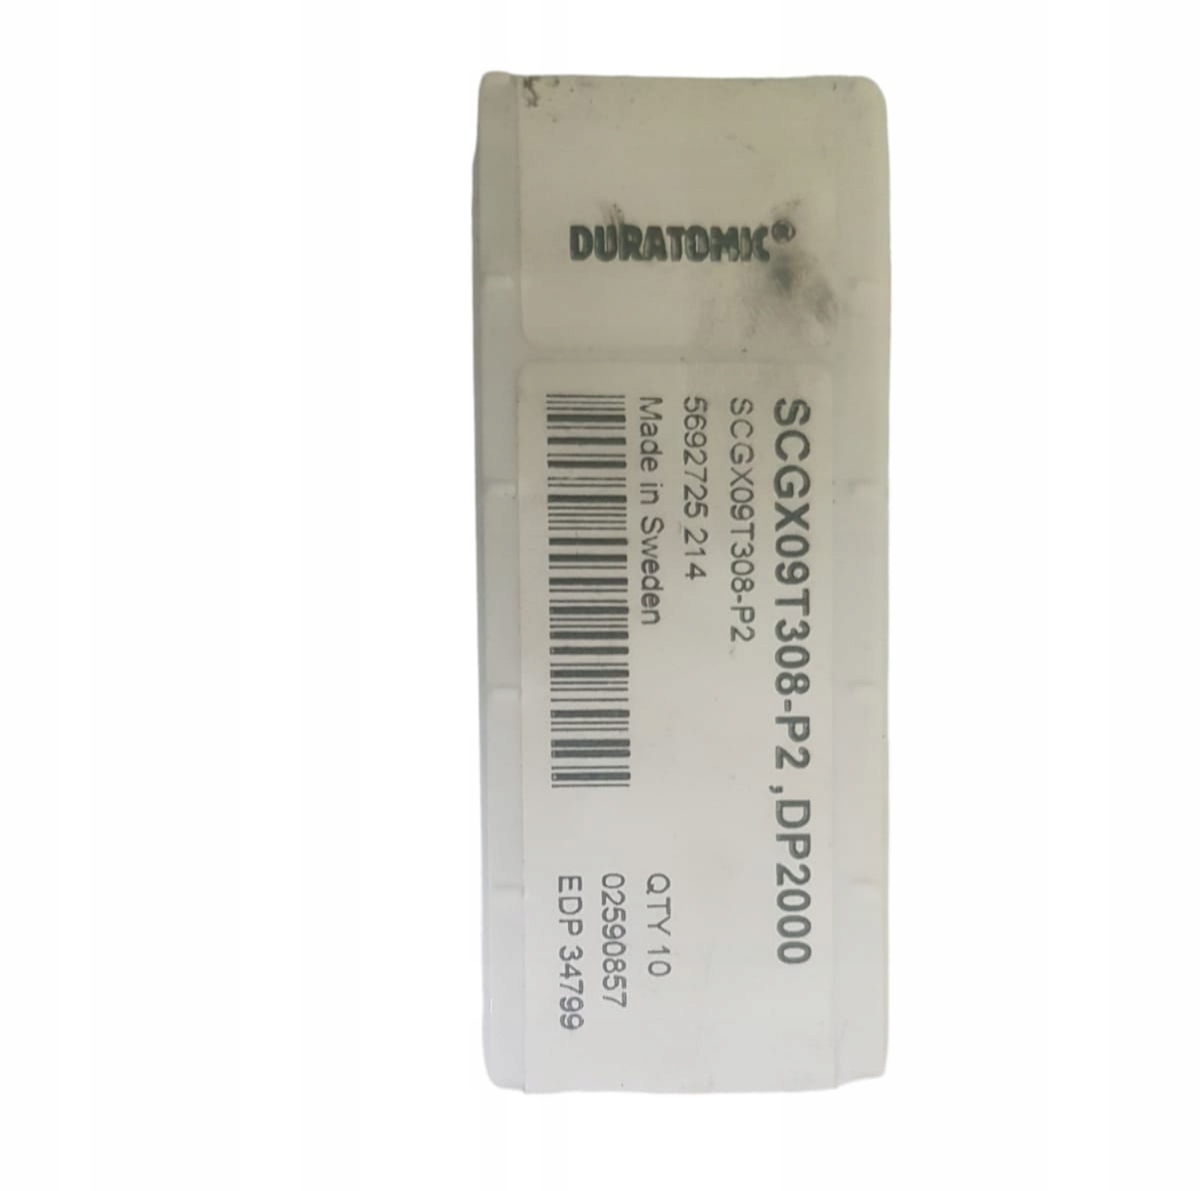 DURATOMIC®
SCGX09T308-P2 ,DP2000
SCGX09T308-P2
5692725 214
Made in Sweden
QTY 10
02590857
EDP 34799